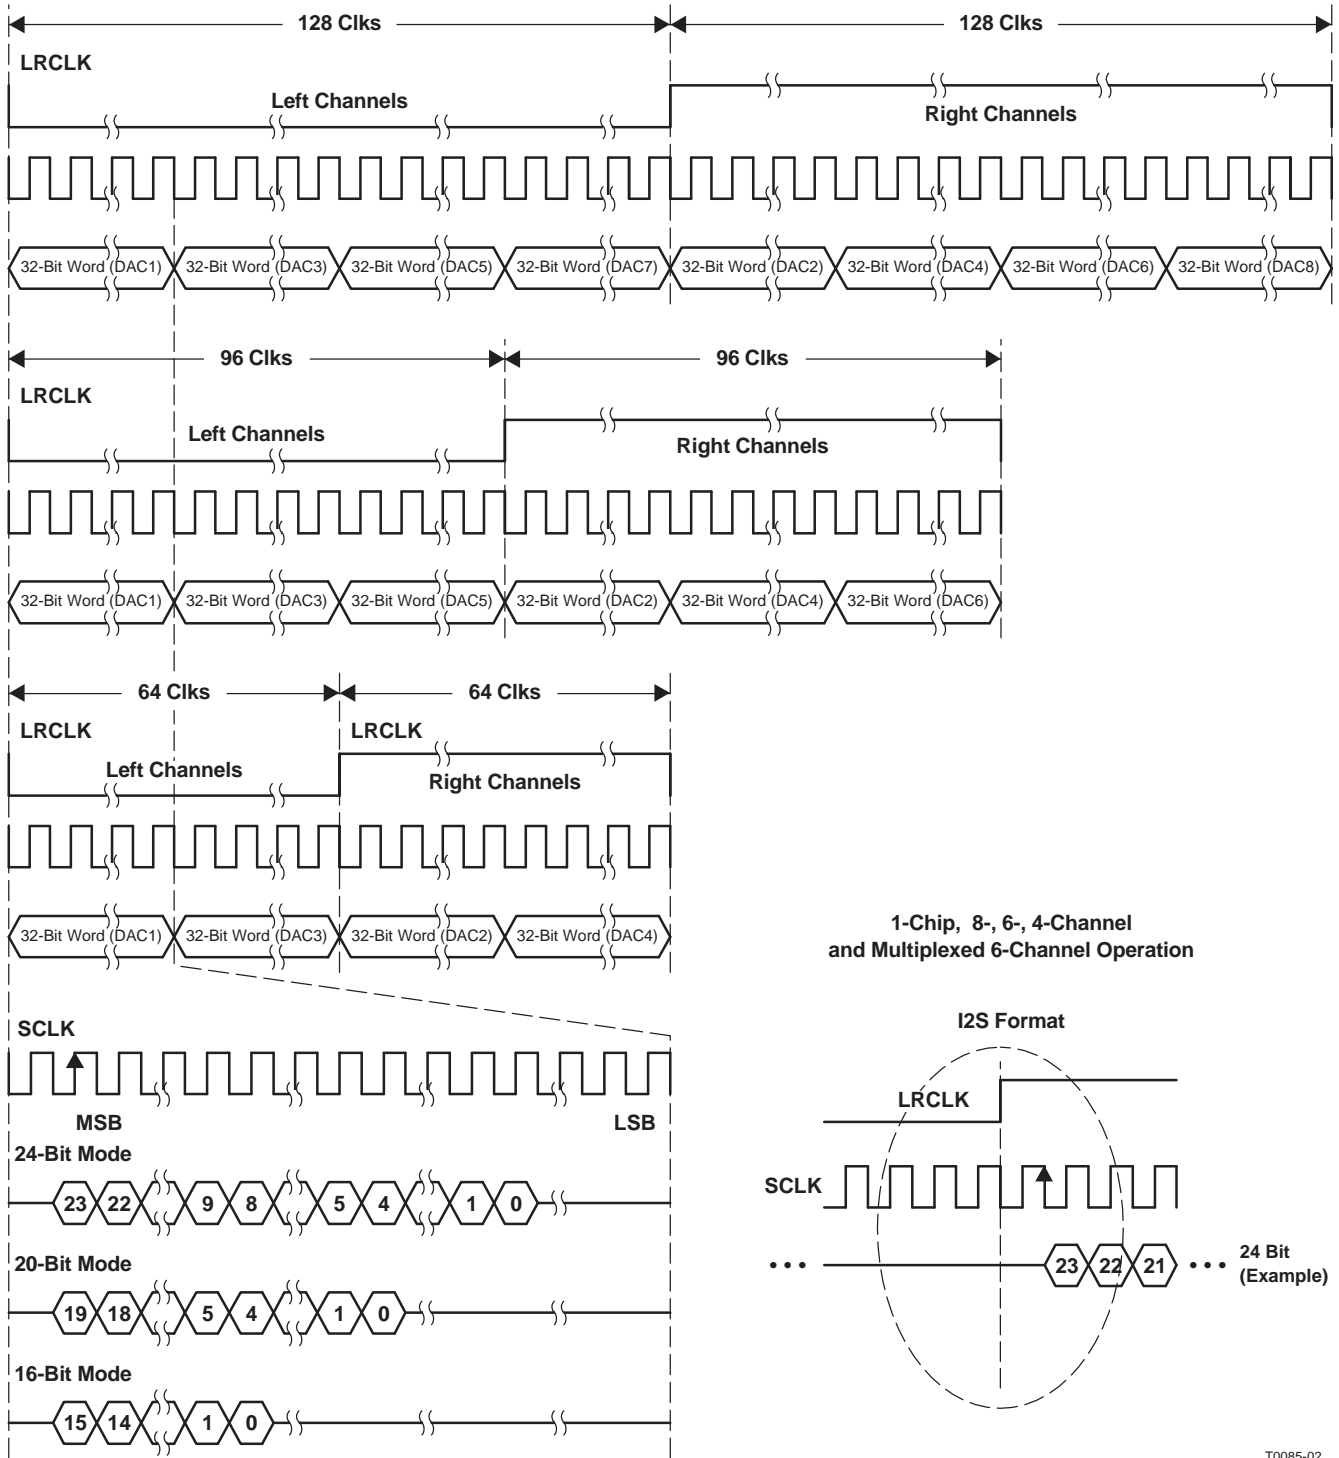 128 Clks 128 Clks
LRCLK
Left Channels
Right Channels
32-Bit Word (DAC1) 32-Bit Word (DAC3) 32-Bit Word (DAC5) 32-Bit Word (DAC7) 32-Bit Word (DAC2) 32-Bit Word (DAC4) 32-Bit Word (DAC6) 32-Bit Word (DAC8)
96 Clks 96 Clks
LRCLK
Left Channels
Right Channels
32-Bit Word (DAC1) 32-Bit Word (DAC3) 32-Bit Word (DAC5) 32-Bit Word (DAC2) 32-Bit Word (DAC4) 32-Bit Word (DAC6)
64 Clks 64 Clks
LRCLK LRCLK
Left Channels
Right Channels
32-Bit Word (DAC1) 32-Bit Word (DAC3) 32-Bit Word (DAC2) 32-Bit Word (DAC4)
SCLK
MSB LSB
24-Bit Mode
23 22 9 8 5 4 1 0
20-Bit Mode
19 18 5 4 1 0
16-Bit Mode
15 14 1 0
1-Chip, 8-, 6-, 4-Channel
and Multiplexed 6-Channel Operation
I2S Format
LRCLK
SCLK
• • • 23 22 21 • • • 24 Bit
(Example)
T0085-02